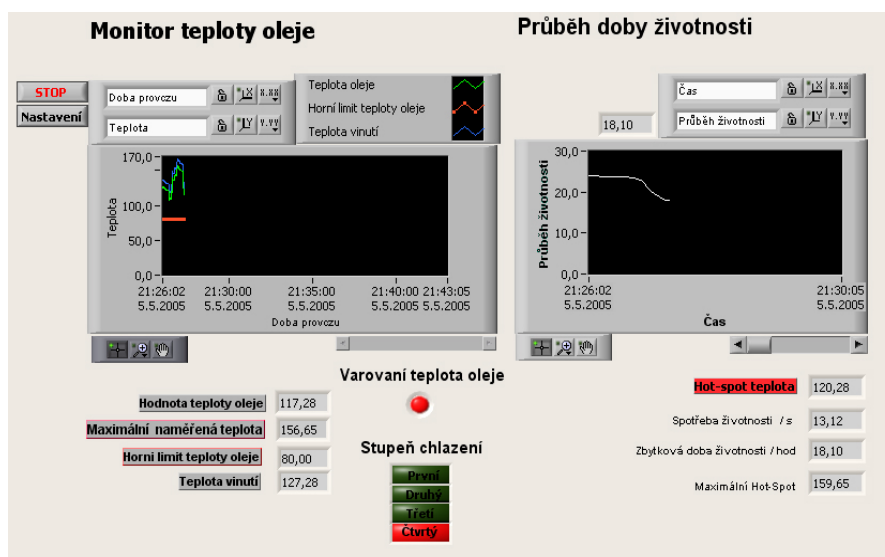 Monitor teploty oleje
Průběh doby životnosti
STOP
Nastavení
Doba provozu
Teplota
Teplota oleje
Horní limit teploty oleje
Teplota vinutí
170,0
100,0
50,0
0,0
Teplota
21:26:02 21:30:00 21:35:00 21:40:00 21:43:05
5.5.2005 5.5.2005 5.5.2005 5.5.2005 5.5.2005
Doba provozu
18,10
Čas
Průběh životnosti
30,0
20,0
10,0
0,0
Průběh životnosti
21:26:02 21:30:05
5.5.2005 5.5.2005
Čas
Varovaní teplota oleje
Hodnota teploty oleje 117,28
Maximální naměřená teplota 156,65
Horni limit teploty oleje 80,00
Teplota vinutí 127,28
Stupeň chlazení
První
Druhý
Třetí
Čtvrtý
Hot-spot teplota 120,28
Spotřeba životnosti / s 13,12
Zbytková doba životnosti / hod 18,10
Maximální Hot-Spot 159,65